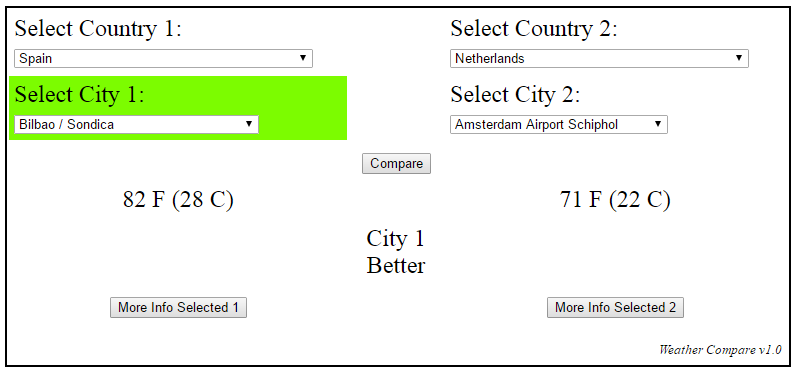 Select Country 1:
Select Country 2:
Spain
Netherlands
Select City 1:
Select City 2:
Bilbao / Sondica
Amsterdam Airport Schiphol
Compare
82 F (28 C)
71 F (22 C)
City 1
Better
More Info Selected 1
More Info Selected 2
Weather Compare v1.0